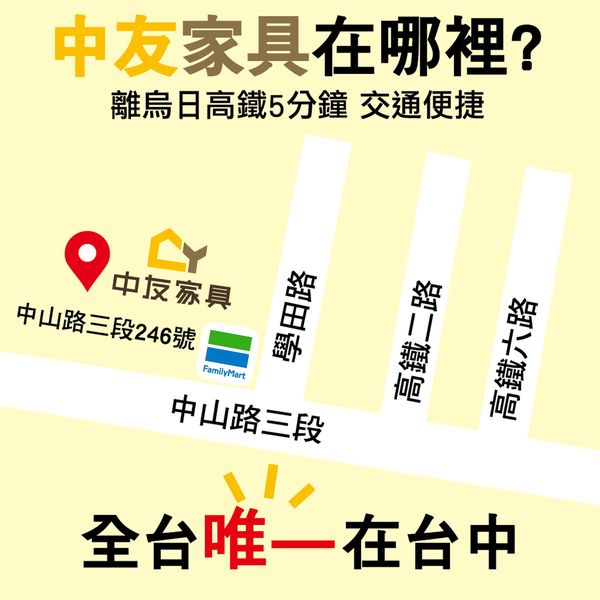 中友家具在哪裡?
離烏日高鐵5分鐘 交通便捷
中友家具
中山路三段246號
FamilyMart
學田路
高鐵二路
高鐵六路
中山路三段
全台唯一在台中